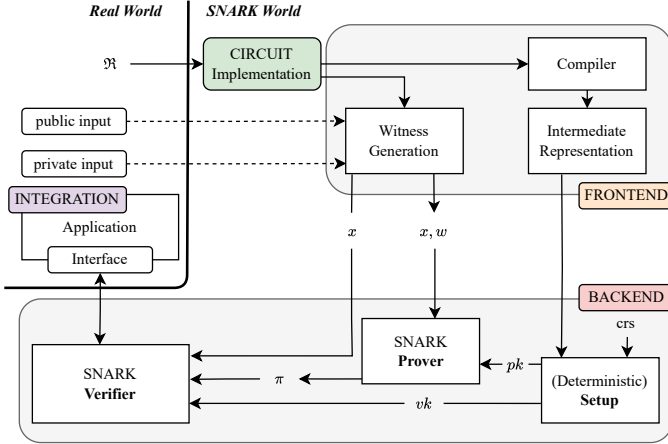 Real World
SNARK World
ℜ
CIRCUIT
Implementation
Compiler
public input
private input
Witness
Generation
Intermediate
Representation
INTEGRATION
Application
Interface
FRONTEND
x
x, w
BACKEND
crs
SNARK
Verifier
SNARK
Prover
pk
(Deterministic)
Setup
π
vk